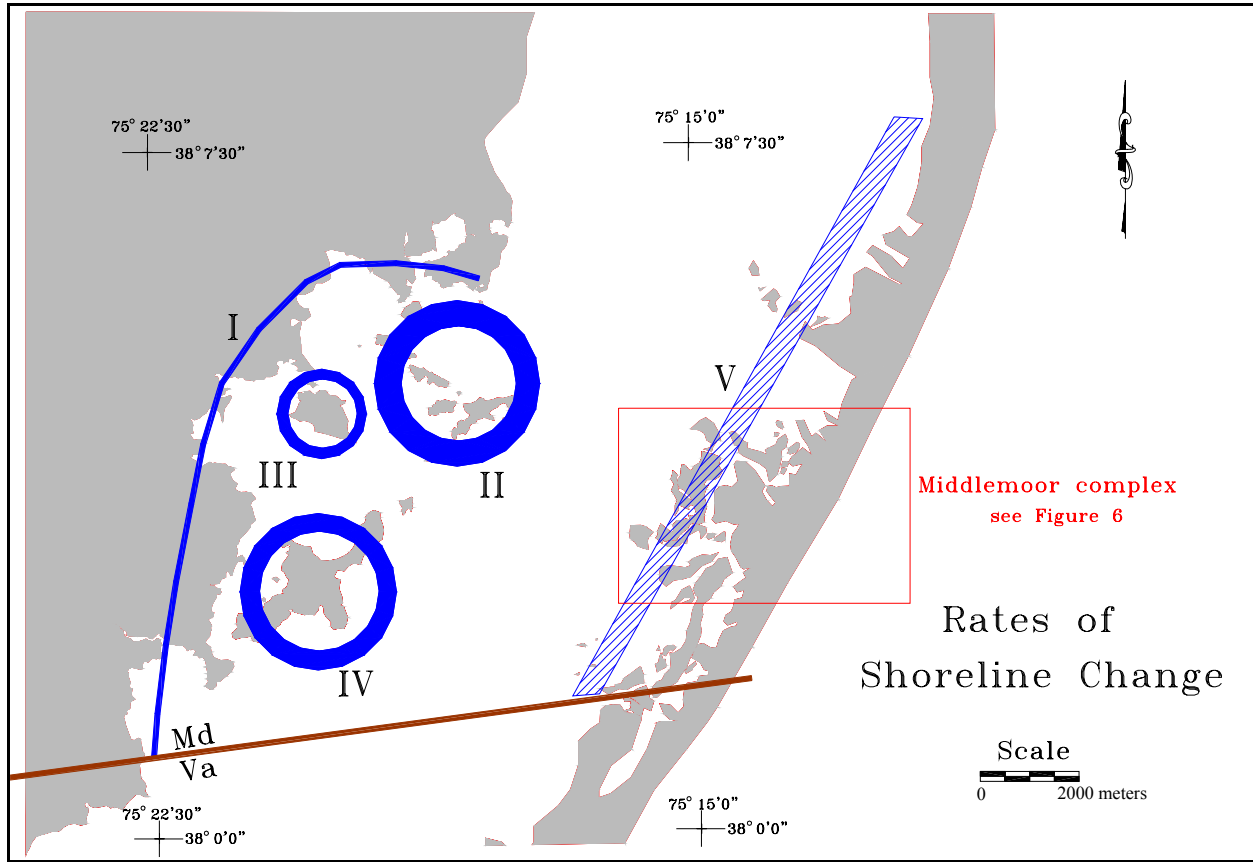 75° 22'30"
38° 7'30"
75° 15'0"
38° 7'30"
I
V
III
II
Middlemoor complex
see Figure 6
Rates of
Shoreline Change
IV
Md
Va
Scale
0 2000 meters
75° 22'30"
38° 0'0"
75° 15'0"
38° 0'0"